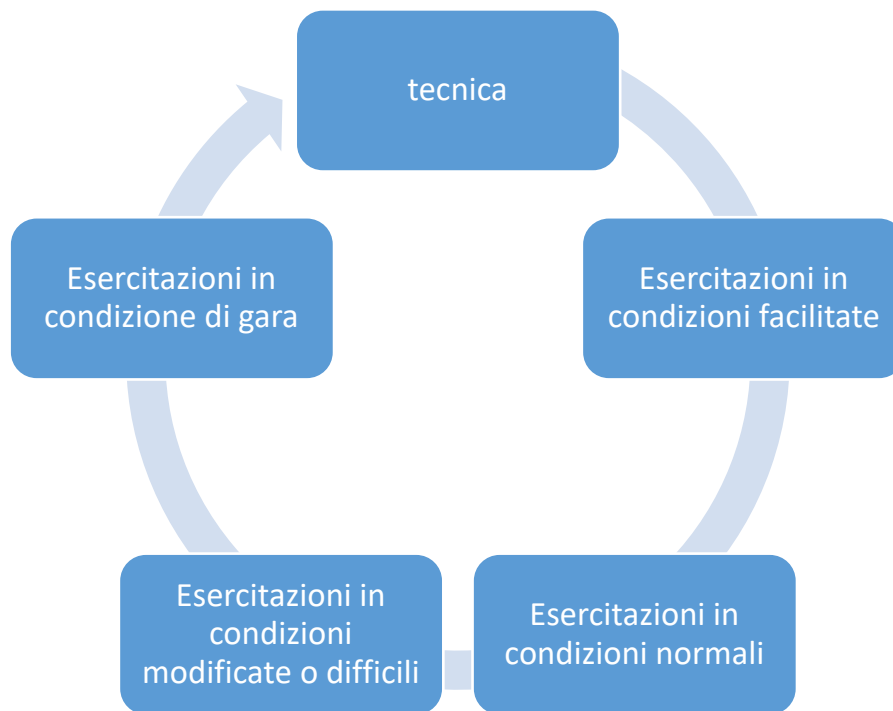 tecnica
Esercitazioni in
condizioni facilitate
Esercitazioni in
condizioni normali
Esercitazioni in
condizioni
modificate o difficili
Esercitazioni in
condizione di gara